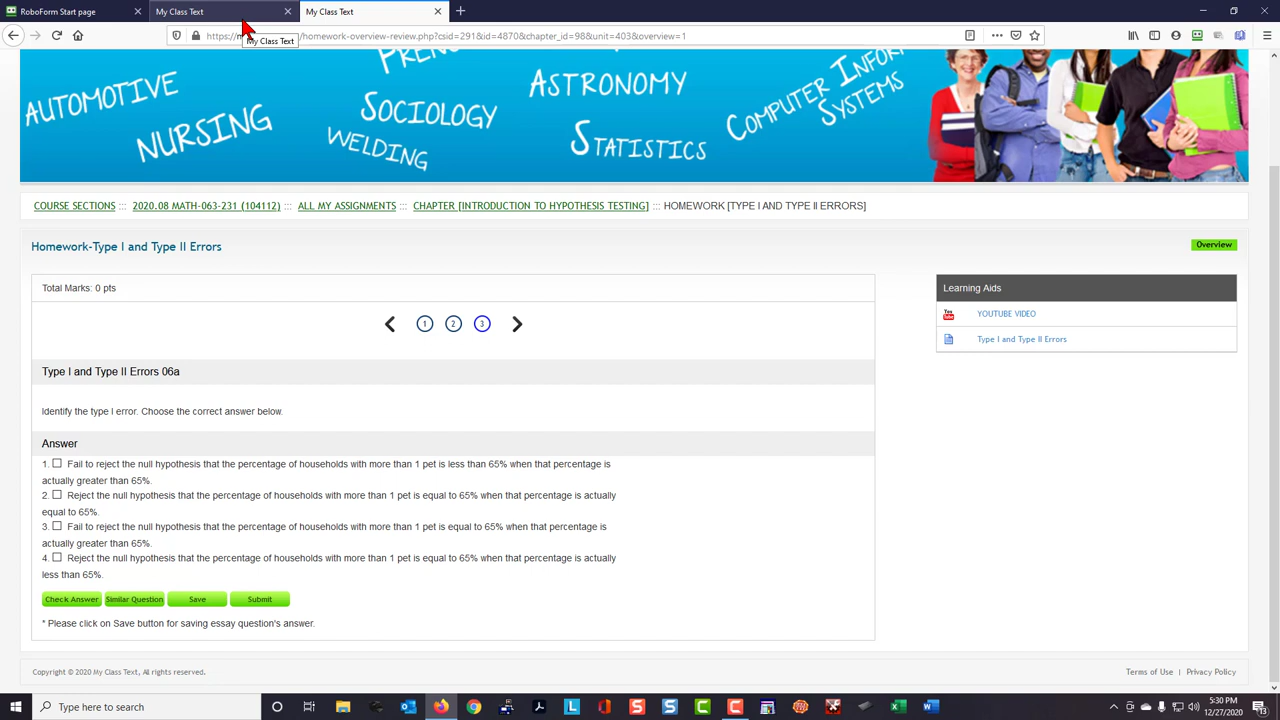 RoboForm Start page
My Class Text
My Class Text
/homework-overview-review.php?csid=291&id=4870&chapter_id=98&unit=403&overview=1
My Class Text
AUTOMOTIVE
NURSING
SOCIOLOGY
WELDING
ASTRONOMY
STATISTICS
SYSTEMS
COURSE SECTIONS ::: 2020.08 MATH-063-231 (104112) ::: ALL MY ASSIGNMENTS ::: CHAPTER [INTRODUCTION TO HYPOTHESIS TESTING] ::: HOMEWORK [TYPE I AND TYPE II ERRORS]
Homework-Type I and Type II Errors
Overview
Total Marks: 0 pts
1 2 3
Type I and Type II Errors 06a
Identify the type I error. Choose the correct answer below.
Answer
1. Fail to reject the null hypothesis that the percentage of households with more than 1 pet is less than 65% when that percentage is
actually greater than 65%.
2. Reject the null hypothesis that the percentage of households with more than 1 pet is equal to 65% when that percentage is actually
equal to 65%.
3. Fail to reject the null hypothesis that the percentage of households with more than 1 pet is equal to 65% when that percentage is
actually greater than 65%.
4. Reject the null hypothesis that the percentage of households with more than 1 pet is equal to 65% when that percentage is actually
less than 65%.
Check Answer Similar Question Save Submit
* Please click on Save button for saving essay question's answer.
Learning Aids
YOUTUBE VIDEO
Type I and Type II Errors
Copyright © 2020 My Class Text, All rights reserved.
Terms of Use | Privacy Policy
Type here to search
5:30 PM
12/27/2020